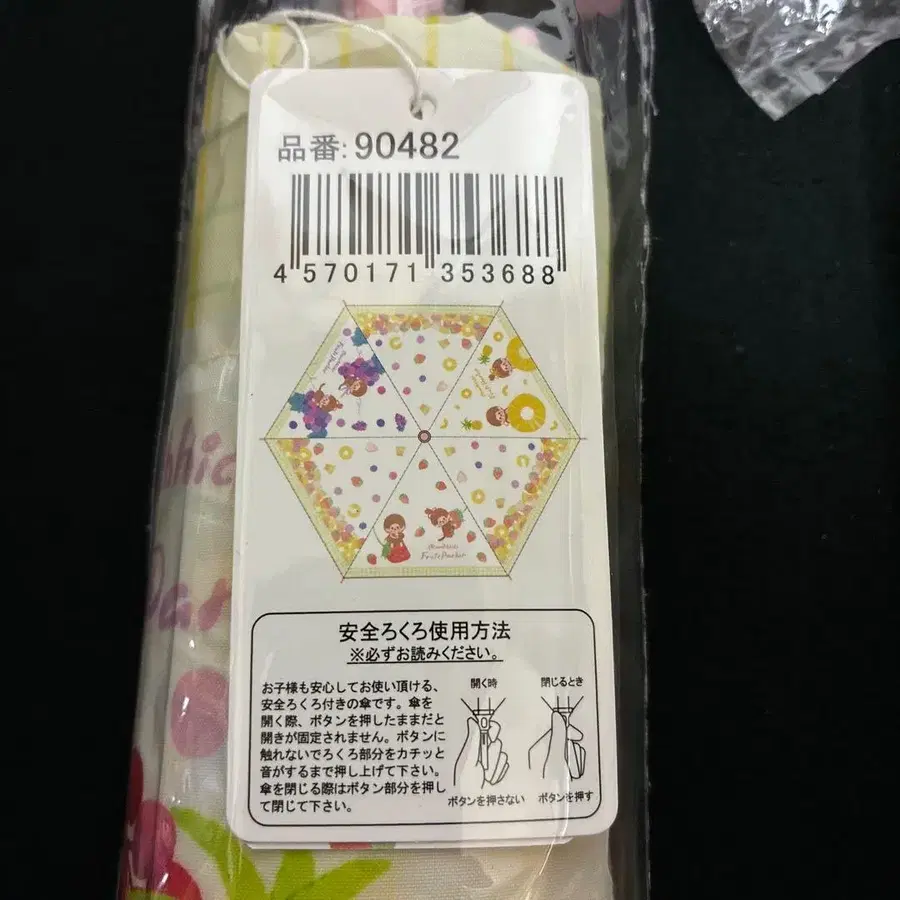 品番: 90482
4 570171 353688
Fruits Parlor
安全ろくろ使用方法
※必ずお読みください。
お子様も安心してお使い頂ける、
安全ろくろ付きの傘です。傘を
開く際、ボタンを押したままだと
開きが固定されません。ボタンに
触れないでろくろ部分をカチッと
音がするまで押し上げて下さい。
傘を閉じる際はボタン部分を押し
て閉じて下さい。
開く時
ボタンを押さない
閉じるとき
ボタンを押す
hhic
Par